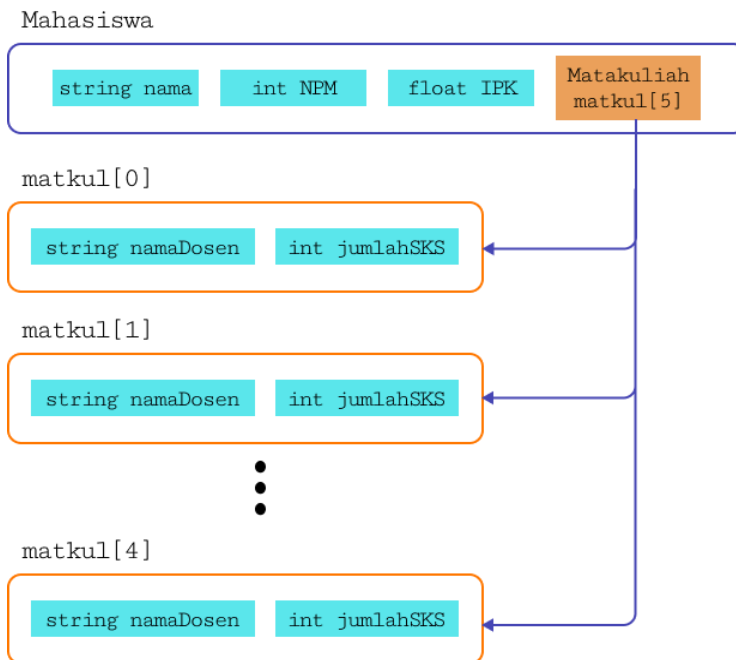 Mahasiswa
string nama
int NPM
float IPK
Matakuliah
matkul[5]
matkul[0]
string namaDosen
int jumlahSKS
matkul[1]
string namaDosen
int jumlahSKS
matkul[4]
string namaDosen
int jumlahSKS